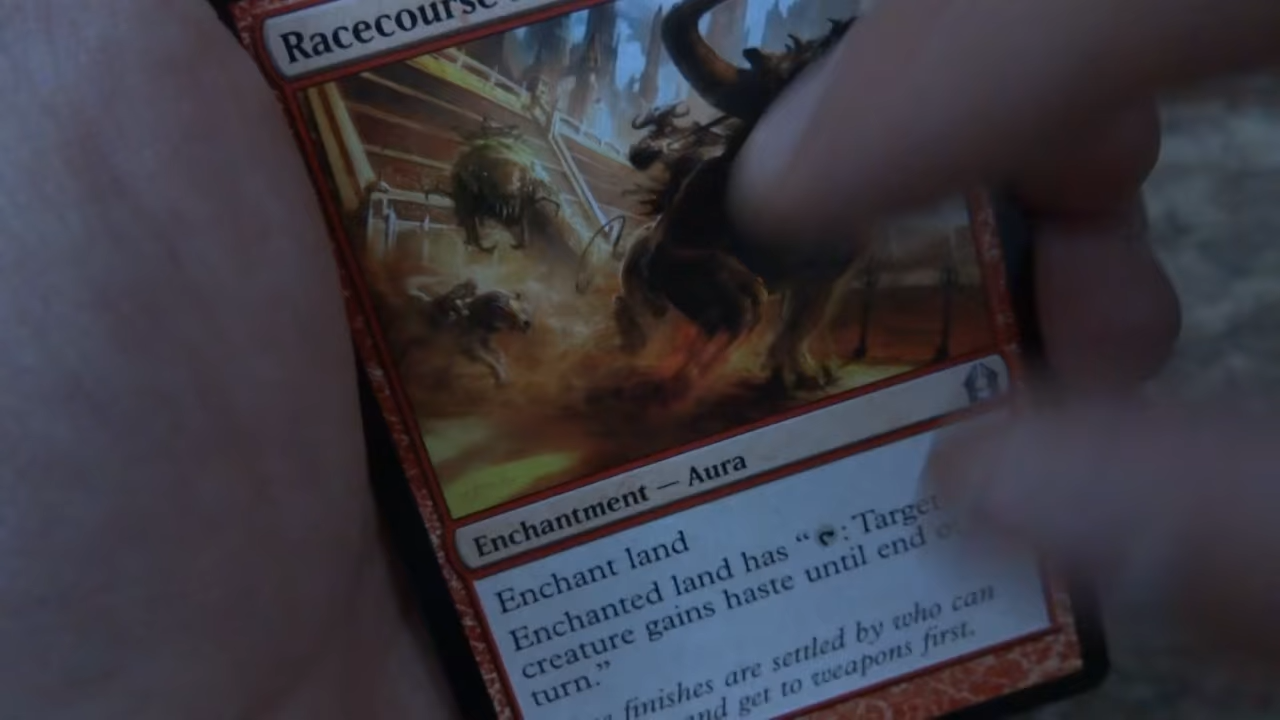 Racecourse
Enchantment — Aura
Enchant land
Enchanted land has “: Target
creature gains haste until end
turn.”
finishes are settled by who can
and get to weapons first.